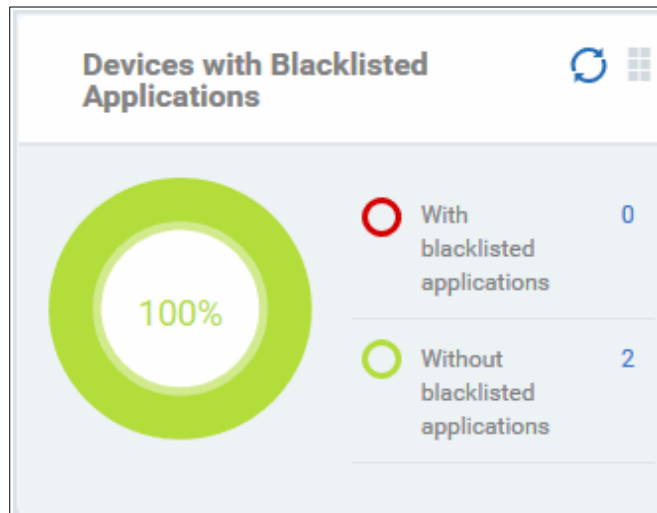 Devices with Blacklisted
Applications
100%
With
blacklisted
applications
0
Without
blacklisted
applications
2